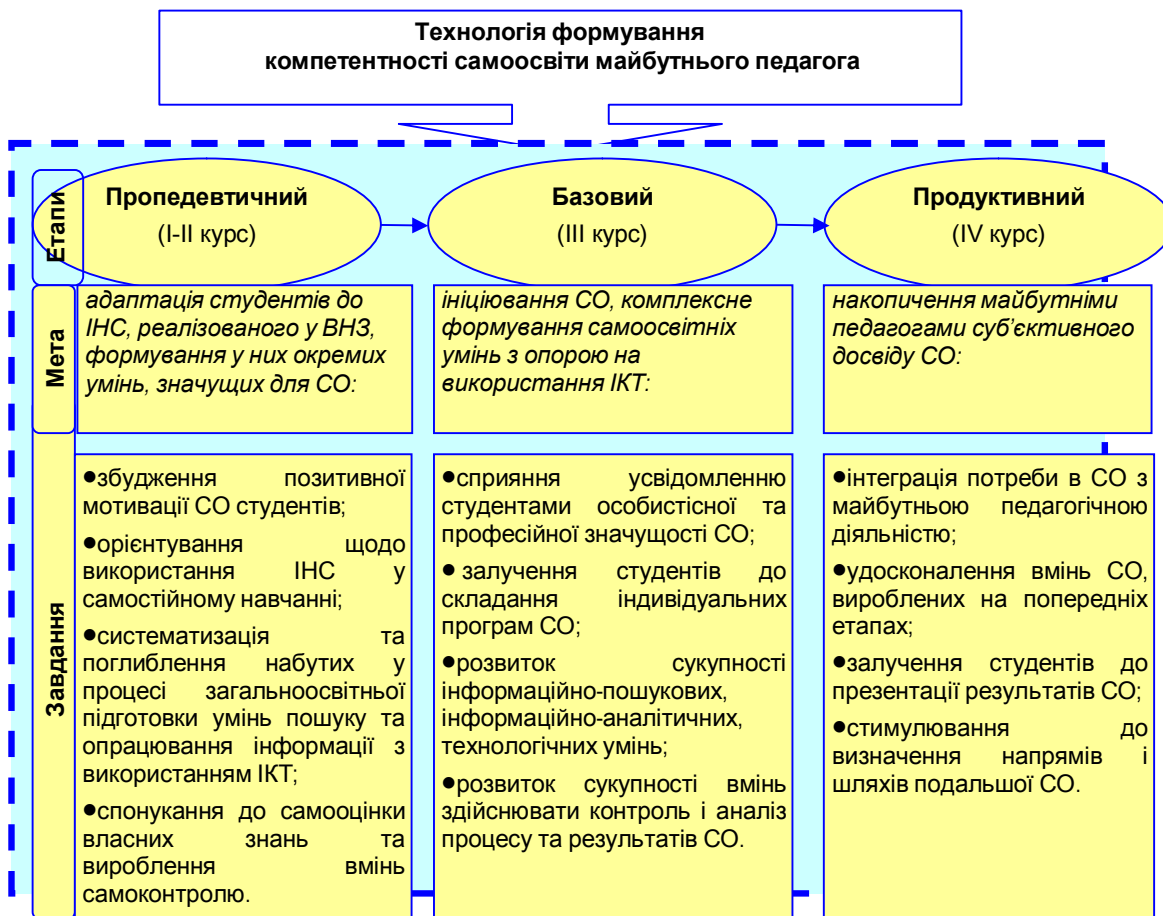 Технологія формування
компетентності самоосвіти майбутнього педагога
Етапи
Пропедевтичний
(І-ІІ курс)
Базовий
(ІІІ курс)
Продуктивний
(IV курс)
Мета
адаптація студентів до
ІНС, реалізованого у ВНЗ,
формування у них окремих
умінь, значущих для СО:
ініціювання СО, комплексне
формування самоосвітніх
умінь з опорою на
використання ІКТ:
накопичення майбутніми
педагогами суб’єктивного
досвіду СО:
Завдання
●збудження позитивної
мотивації СО студентів;
●орієнтування щодо
використання ІНС у
самостійному навчанні;
●систематизація та
поглиблення набутих у
процесі загальноосвітньої
підготовки умінь пошуку та
опрацювання інформації з
використанням ІКТ;
●спонукання до самооцінки
власних знань та
вироблення вмінь
самоконтролю.
●сприяння усвідомленню
студентами особистісної та
професійної значущості СО;
● залучення студентів до
складання індивідуальних
програм СО;
●розвиток сукупності
інформаційно-пошукових,
інформаційно-аналітичних,
технологічних умінь;
●розвиток сукупності вмінь
здійснювати контроль і аналіз
процесу та результатів СО.
●інтеграція потреби в СО з
майбутньою педагогічною
діяльністю;
●удосконалення вмінь СО,
вироблених на попередніх
етапах;
●залучення студентів до
презентації результатів СО;
●стимулювання до
визначення напрямів і
шляхів подальшої СО.